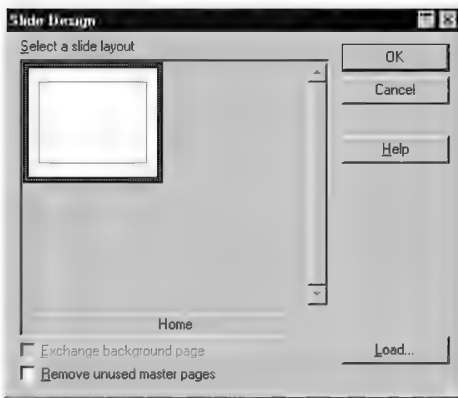 Slide Design
Select a slide layout
OK
Cancel
Help
Home
Exchange background page
Load...
Remove unused master pages